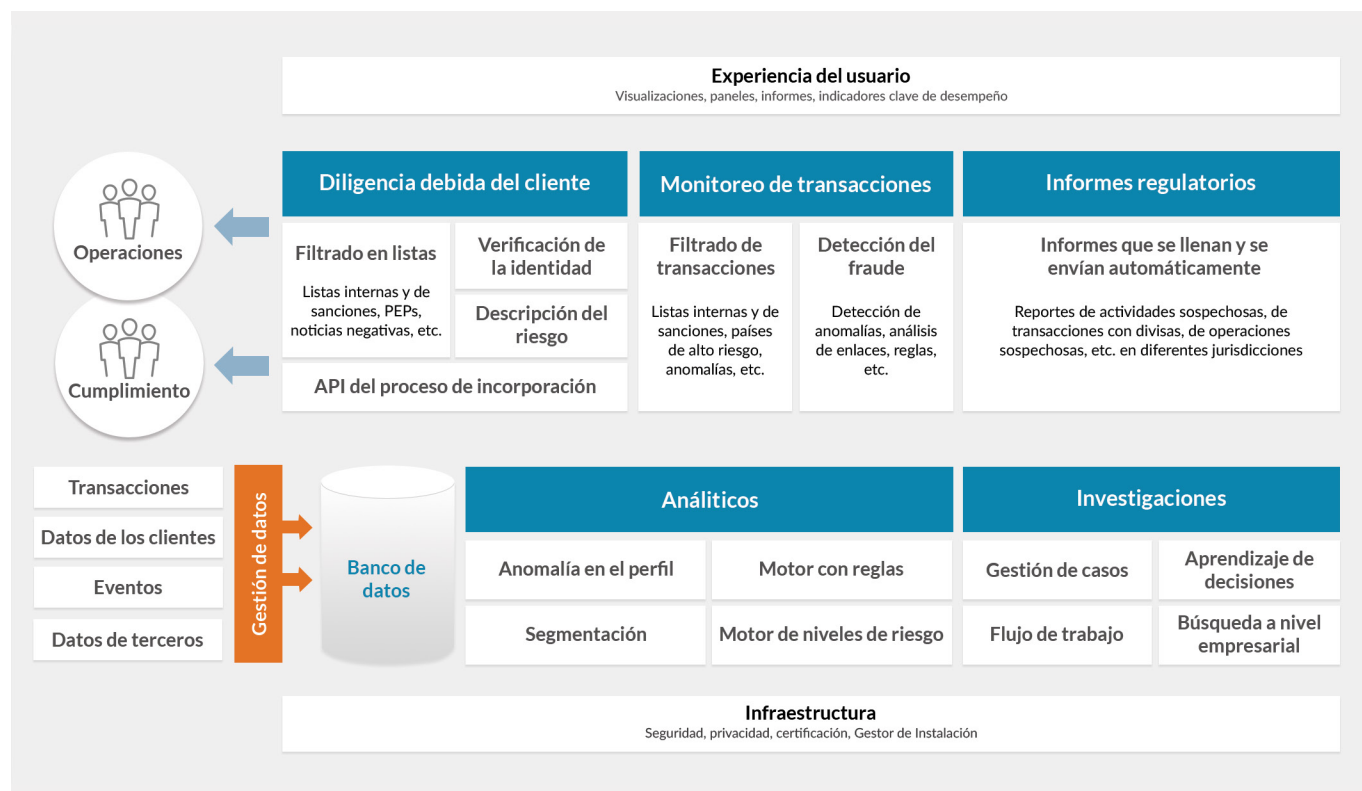 Experiencia del usuario
Visualizaciones, paneles, informes, indicadores clave de desempeño
Operaciones
Cumplimiento
Diligencia debida del cliente
Filtrado en listas
Listas internas y de
sanciones, PEPs,
noticias negativas, etc.
Verificación de
la identidad
Descripción del
riesgo
API del proceso de incorporación
Monitoreo de transacciones
Filtrado de
transacciones
Listas internas y de
sanciones, países
de alto riesgo,
anomalías, etc.
Detección del
fraude
Detección de
anomalías, análisis
de enlaces, reglas,
etc.
Informes regulatorios
Informes que se llenan y se
envían automáticamente
Reportes de actividades sospechosas, de
transacciones con divisas, de operaciones
sospechosas, etc. en diferentes jurisdicciones
Transacciones
Datos de los clientes
Eventos
Datos de terceros
Gestión de datos
Banco de
datos
Análiticos
Anomalía en el perfil
Motor con reglas
Segmentación
Motor de niveles de riesgo
Investigaciones
Gestión de casos
Aprendizaje de
decisiones
Flujo de trabajo
Búsqueda a nivel
empresarial
Infraestructura
Seguridad, privacidad, certificación, Gestor de Instalación